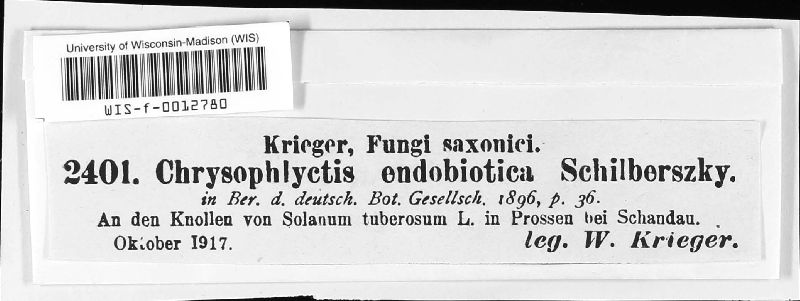 University of Wisconsin-Madison (WIS)
WIS-f-0012780
Krieger, Fungi saxonici.
2401. Chrysophlyctis endobiotica Schilberszky.
in Ber. d. deutsch. Bot. Gesellsch. 1896, p. 36.
An den Knollen von Solanum tuberosum L. in Prossen bei Schandau.
Oktober 1917.
leg. W. Krieger.